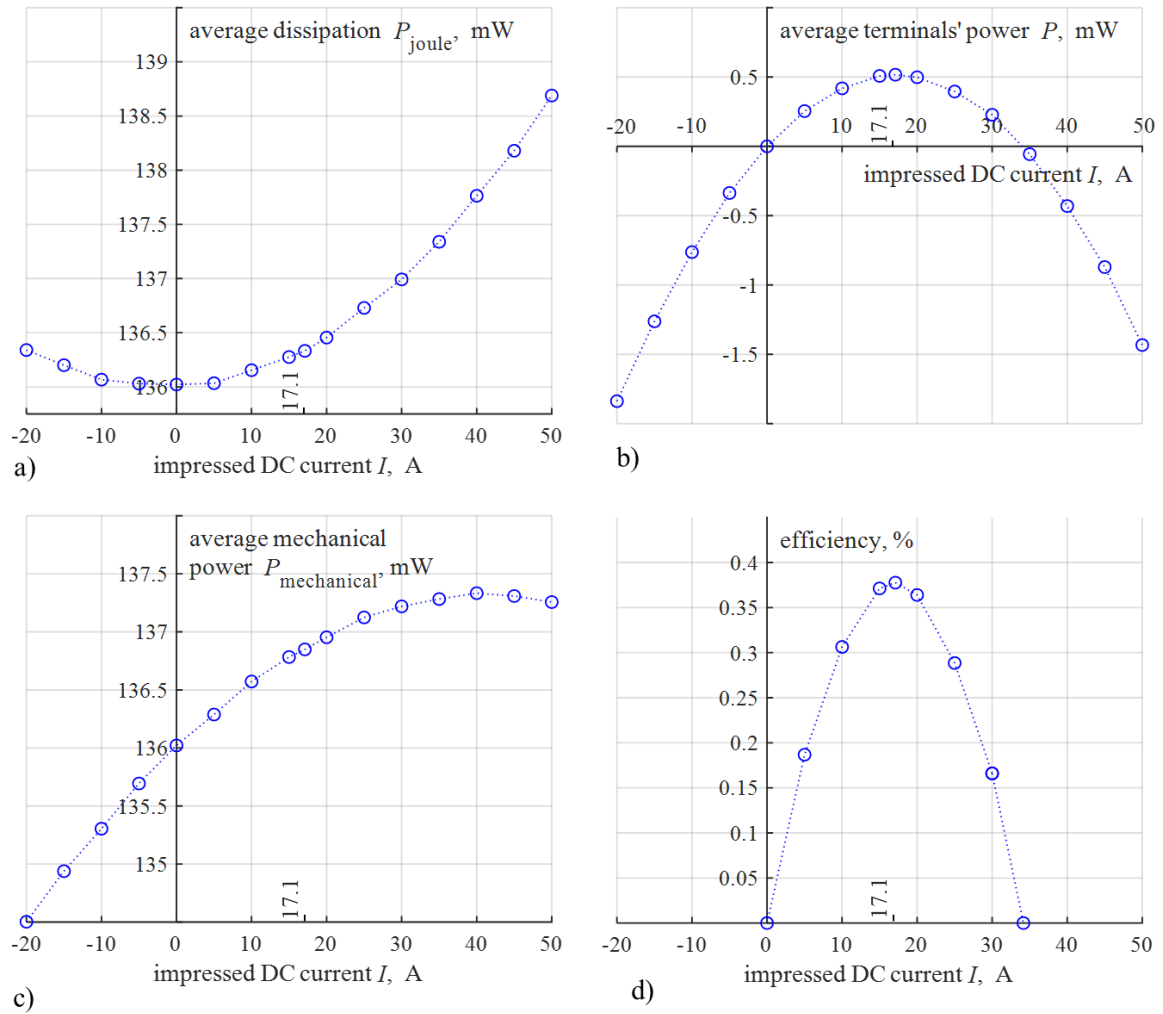 average dissipation P_joule, mW
139
138.5
138
137.5
137
136.5
136
17.1
-20 -10 0 10 20 30 40 50
impressed DC current I, A
a)
average terminals' power P, mW
0.5
-20 -10 10 20 30 40 50
17.1
impressed DC current I, A
-0.5
-1
-1.5
b)
average mechanical
power P_mechanical, mW
137.5
137
136.5
136
135.5
135
17.1
-20 -10 0 10 20 30 40 50
impressed DC current I, A
c)
efficiency, %
0.4
0.35
0.3
0.25
0.2
0.15
0.1
0.05
17.1
-20 -10 0 10 20 30 40 50
impressed DC current I, A
d)